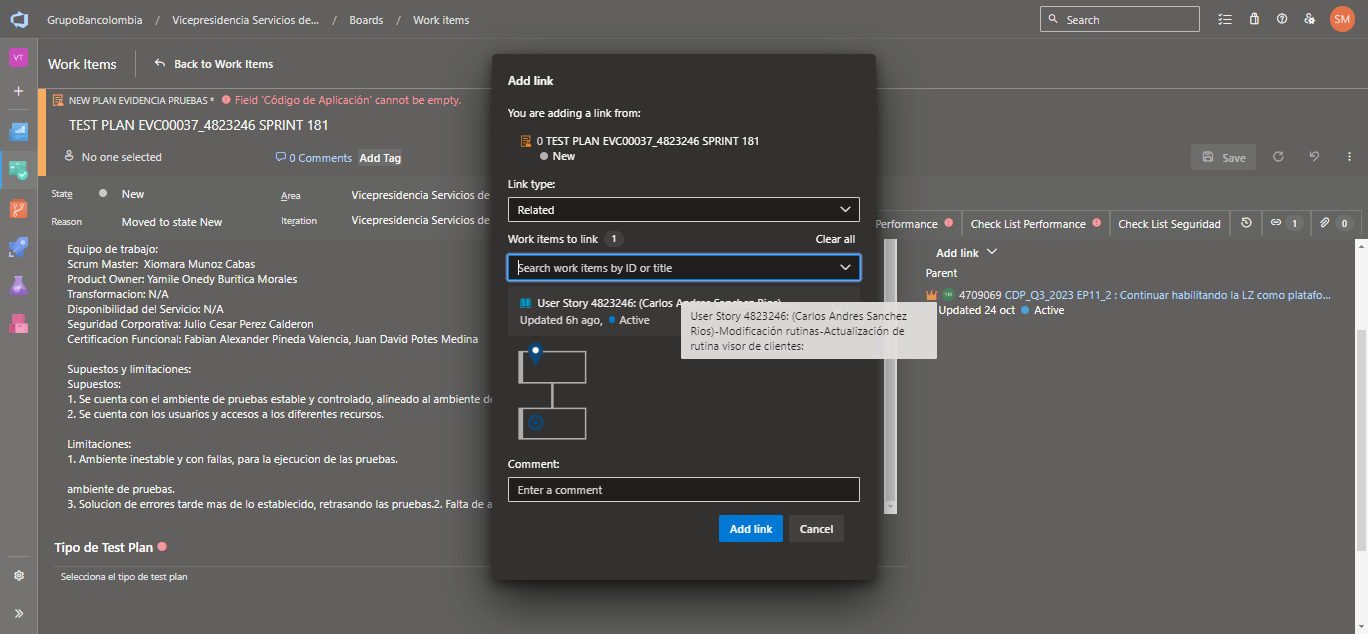 GrupoBancolombia / Vicepresidencia Servicios de... / Boards / Work items
Search
SM
VT
Work Items
Back to Work Items
NEW PLAN EVIDENCIA PRUEBAS * Field 'Código de Aplicación' cannot be empty.
TEST PLAN EVC00037_4823246 SPRINT 181
No one selected
0 Comments
Add Tag
Save
State
New
Area
Vicepresidencia Servicios de
Reason
Moved to state New
Iteration
Vicepresidencia Servicios de
Performance
Check List Performance
Check List Seguridad
1
0
Equipo de trabajo:
Scrum Master: Xiomara Munoz Cabas
Product Owner: Yamile Onedy Buritica Morales
Transformacion: N/A
Disponibilidad del Servicio: N/A
Seguridad Corporativa: Julio Cesar Perez Calderon
Certificacion Funcional: Fabian Alexander Pineda Valencia, Juan David Potes Medina
Supuestos y limitaciones:
Supuestos:
1. Se cuenta con el ambiente de pruebas estable y controlado, alineado al ambiente de
2. Se cuenta con los usuarios y accesos a los diferentes recursos.
Limitaciones:
1. Ambiente inestable y con fallas, para la ejecucion de las pruebas.
ambiente de pruebas.
3. Solucion de errores tarde mas de lo establecido, retrasando las pruebas.2. Falta de a
Tipo de Test Plan
Selecciona el tipo de test plan
Add link
You are adding a link from:
0 TEST PLAN EVC00037_4823246 SPRINT 181
New
Link type:
Related
Work items to link 1
Clear all
Search work items by ID or title
User Story 4823246: (Carlos Andres Sanchez Rios)
Updated 6h ago, Active
User Story 4823246: (Carlos Andres Sanchez
Rios)-Modificación rutinas-Actualización de
rutina visor de clientes:
Comment:
Enter a comment
Add link
Cancel
Add link
Parent
4709069 CDP_Q3_2023 EP11_2 : Continuar habilitando la LZ como platafo...
Updated 24 oct Active